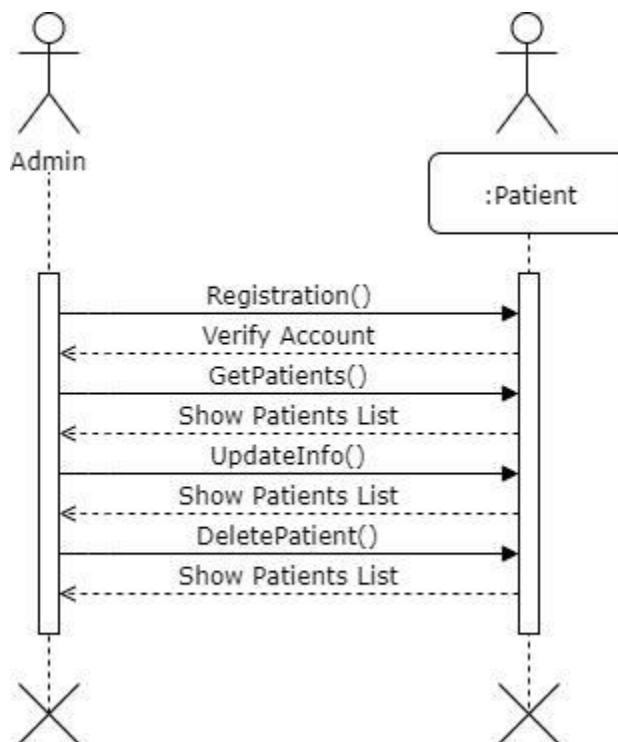 Admin
:Patient
Registration()
Verify Account
GetPatients()
Show Patients List
UpdateInfo()
Show Patients List
DeletePatient()
Show Patients List